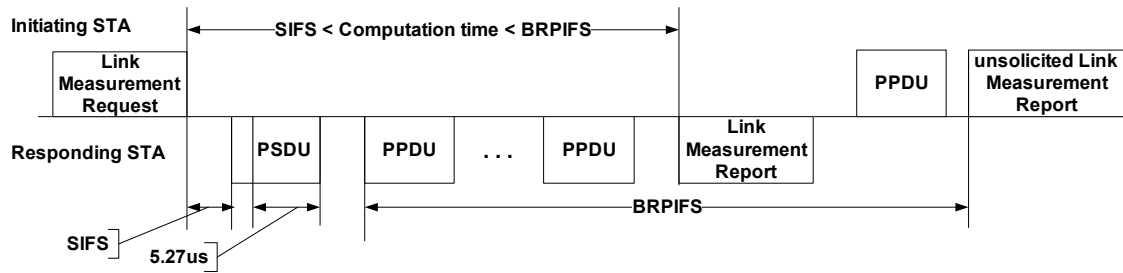 Initiating STA
SIFS < Computation time < BRPIFS
Link
Measurement
Request
PPDU
unsolicited Link
Measurement
Report
Responding STA
PSDU
PPDU
. . .
PPDU
Link
Measurement
Report
BRPIFS
SIFS
5.27us